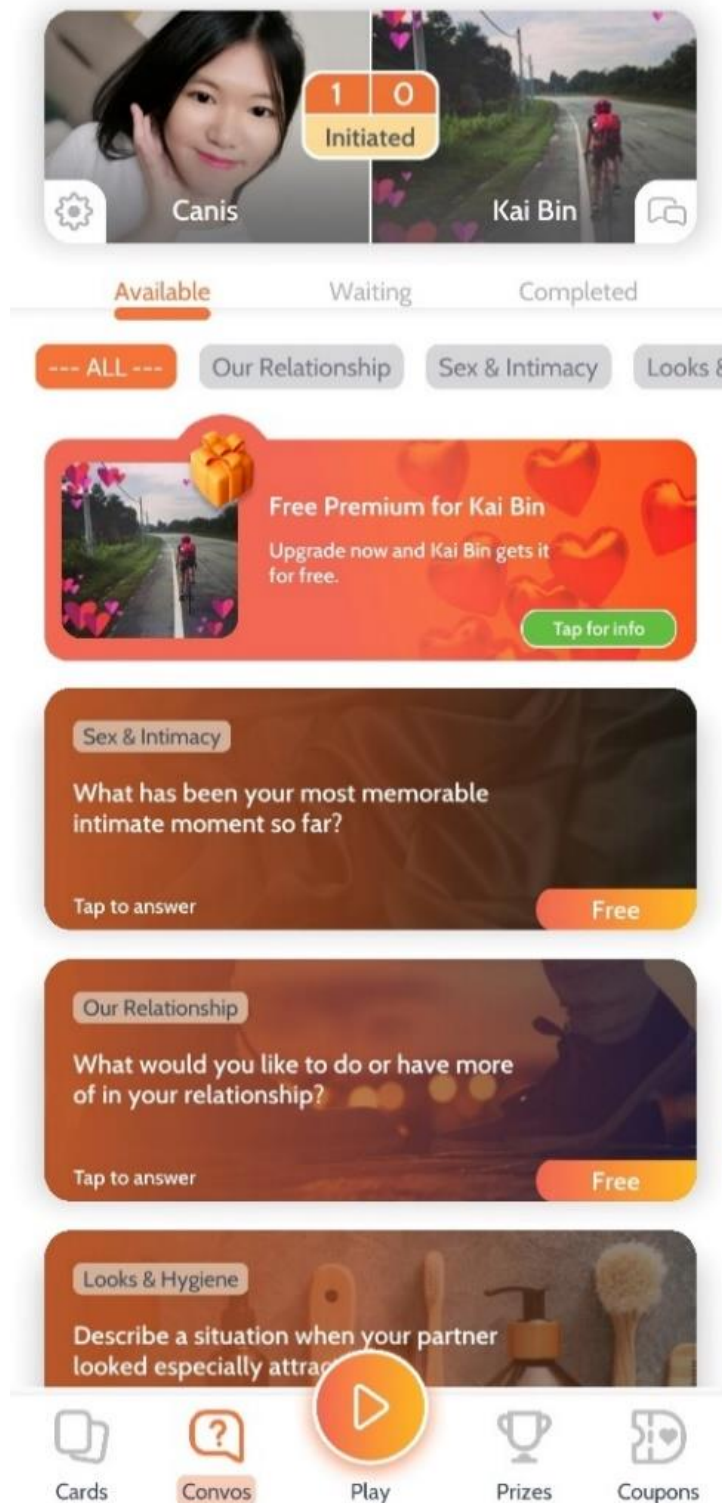 1 0
Initiated
Canis
Kai Bin
Available
Waiting
Completed
--- ALL ---
Our Relationship
Sex & Intimacy
Looks &
Free Premium for Kai Bin
Upgrade now and Kai Bin gets it
for free.
Tap for info
Sex & Intimacy
What has been your most memorable
intimate moment so far?
Tap to answer
Free
Our Relationship
What would you like to do or have more
of in your relationship?
Tap to answer
Free
Looks & Hygiene
Describe a situation when your partner
looked especially
?
Cards
Convos
Play
Prizes
Coupons